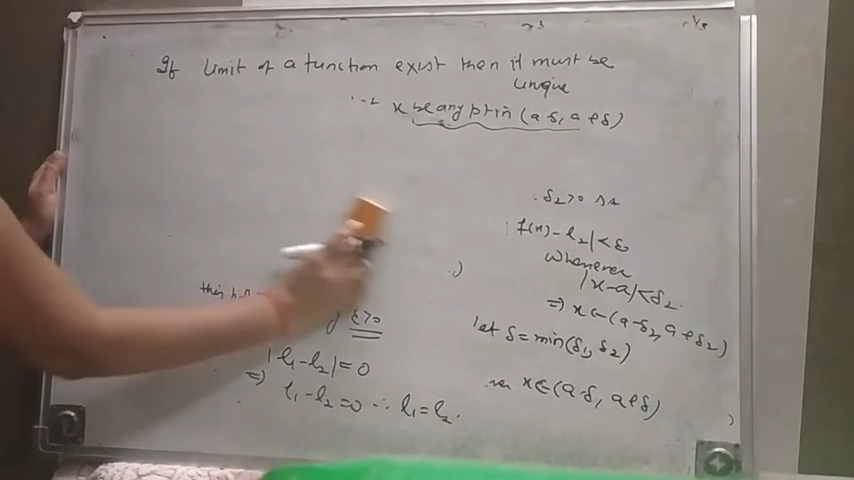 If Limit of a function exist then it must be
Unique
x be any pt in (a-δ, a+δ)
δ₂>0
f(x)-l₂|<ε
whenever
|x-a|<δ₂
=> x∈(a-δ₂, a+δ₂)
let δ=min(δ₁, δ₂)
x∈(a-δ, a+δ)
ε>0
|l₁-l₂|=0
=> l₁-l₂=0 ∴ l₁=l₂.